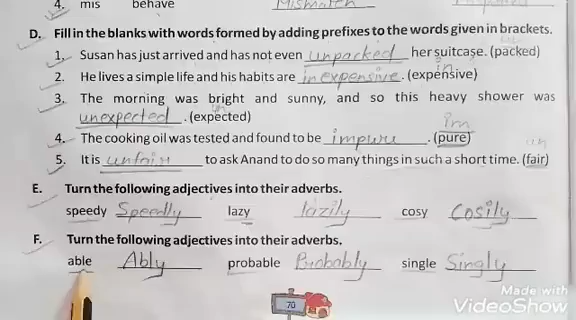 4. mis behave Mismatch
D. Fill in the blanks with words formed by adding prefixes to the words given in brackets.
1. Susan has just arrived and has not even unpacked her suitcase. (packed)
in
2. He lives a simple life and his habits are inexpensive. (expensive)
3. The morning was bright and sunny, and so this heavy shower was
un
unexpected. (expected)
im
4. The cooking oil was tested and found to be impure. (pure)
un
5. It is unfair to ask Anand to do so many things in such a short time. (fair)
E. Turn the following adjectives into their adverbs.
speedy Speedily lazy lazily cosy Cosily
F. Turn the following adjectives into their adverbs.
able Ably probable Probably single Singly
70
Made with
VideoShow